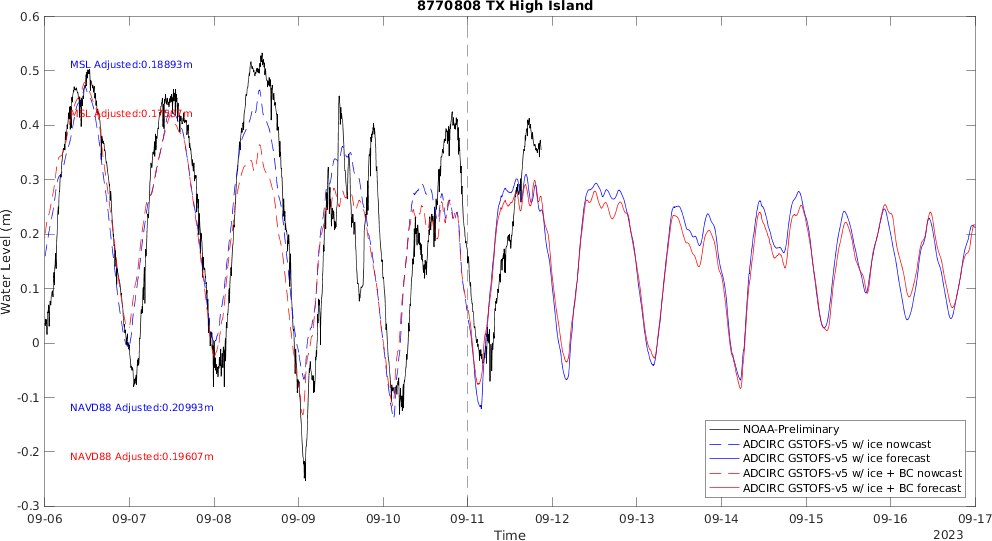 8770808 TX High Island
0.6
0.5
0.4
0.3
0.2
0.1
0
-0.1
-0.2
-0.3
Water Level (m)
MSL Adjusted:0.18893m
MSL
NAVD88 Adjusted:0.20993m
NAVD88 Adjusted:0.19607m
NOAA-Preliminary
ADCIRC GSTOFS-v5 w/ ice nowcast
ADCIRC GSTOFS-v5 w/ ice forecast
ADCIRC GSTOFS-v5 w/ ice + BC nowcast
ADCIRC GSTOFS-v5 w/ ice + BC forecast
09-06 09-07 09-08 09-09 09-10 09-11 09-12 09-13 09-14 09-15 09-16 09-17
Time
2023